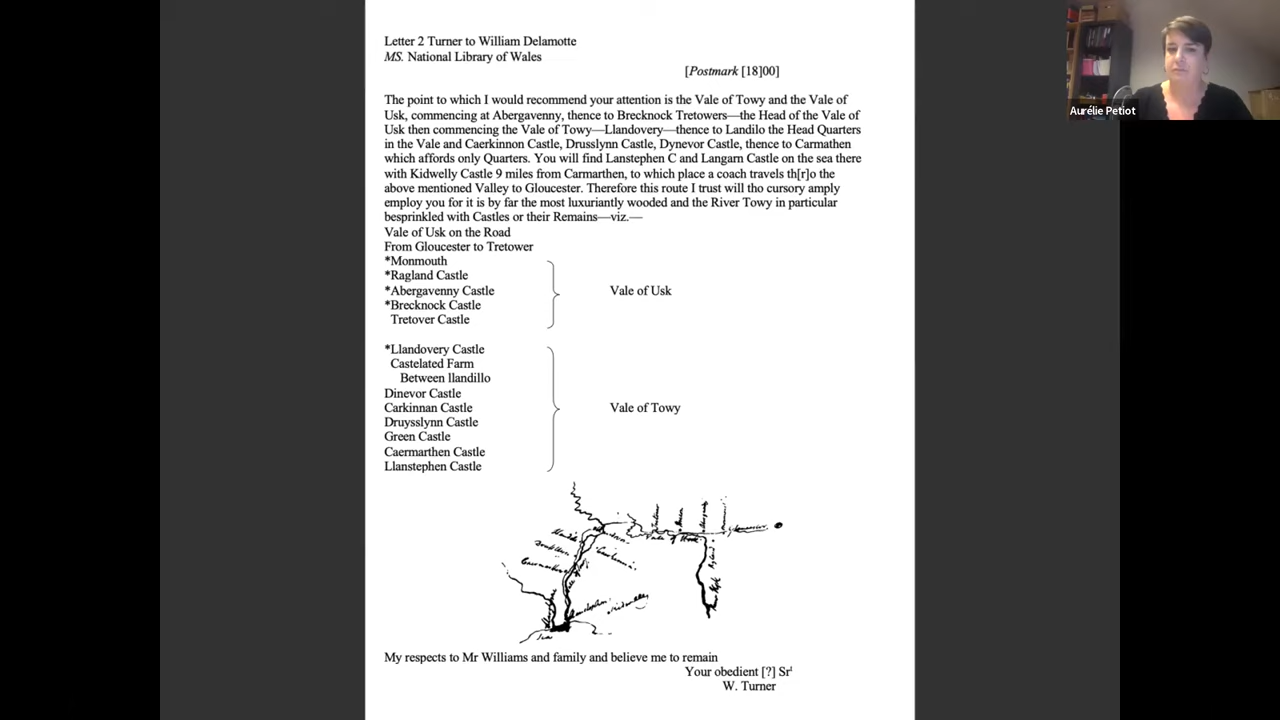 Letter 2 Turner to William Delamotte
MS. National Library of Wales
[Postmark [18]00]
The point to which I would recommend your attention is the Vale of Towy and the Vale of
Usk, commencing at Abergavenny, thence to Brecknock Tretowers—the Head of the Vale of
Usk then commencing the Vale of Towy—Llandovery—thence to Landilo the Head Quarters
in the Vale and Caerkinnon Castle, Drusslynn Castle, Dynevor Castle, thence to Carmathen
which affords only Quarters. You will find Lanstephen C and Langarn Castle on the sea there
with Kidwelly Castle 9 miles from Carmarthen, to which place a coach travels th[r]o the
above mentioned Valley to Gloucester. Therefore this route I trust will tho cursory amply
employ you for it is by far the most luxuriantly wooded and the River Towy in particular
besprinkled with Castles or their Remains—viz.—
Vale of Usk on the Road
From Gloucester to Tretower
*Monmouth
*Ragland Castle
*Abergavenny Castle
*Brecknock Castle
Tretover Castle
Vale of Usk
*Llandovery Castle
Castelated Farm
Between llandillo
Dinevor Castle
Carkinnan Castle
Druysslynn Castle
Green Castle
Caermarthen Castle
Llanstephen Castle
Vale of Towy
Sea
My respects to Mr Williams and family and believe me to remain
Your obedient [?] Srt
W. Turner
Aurélie Petiot